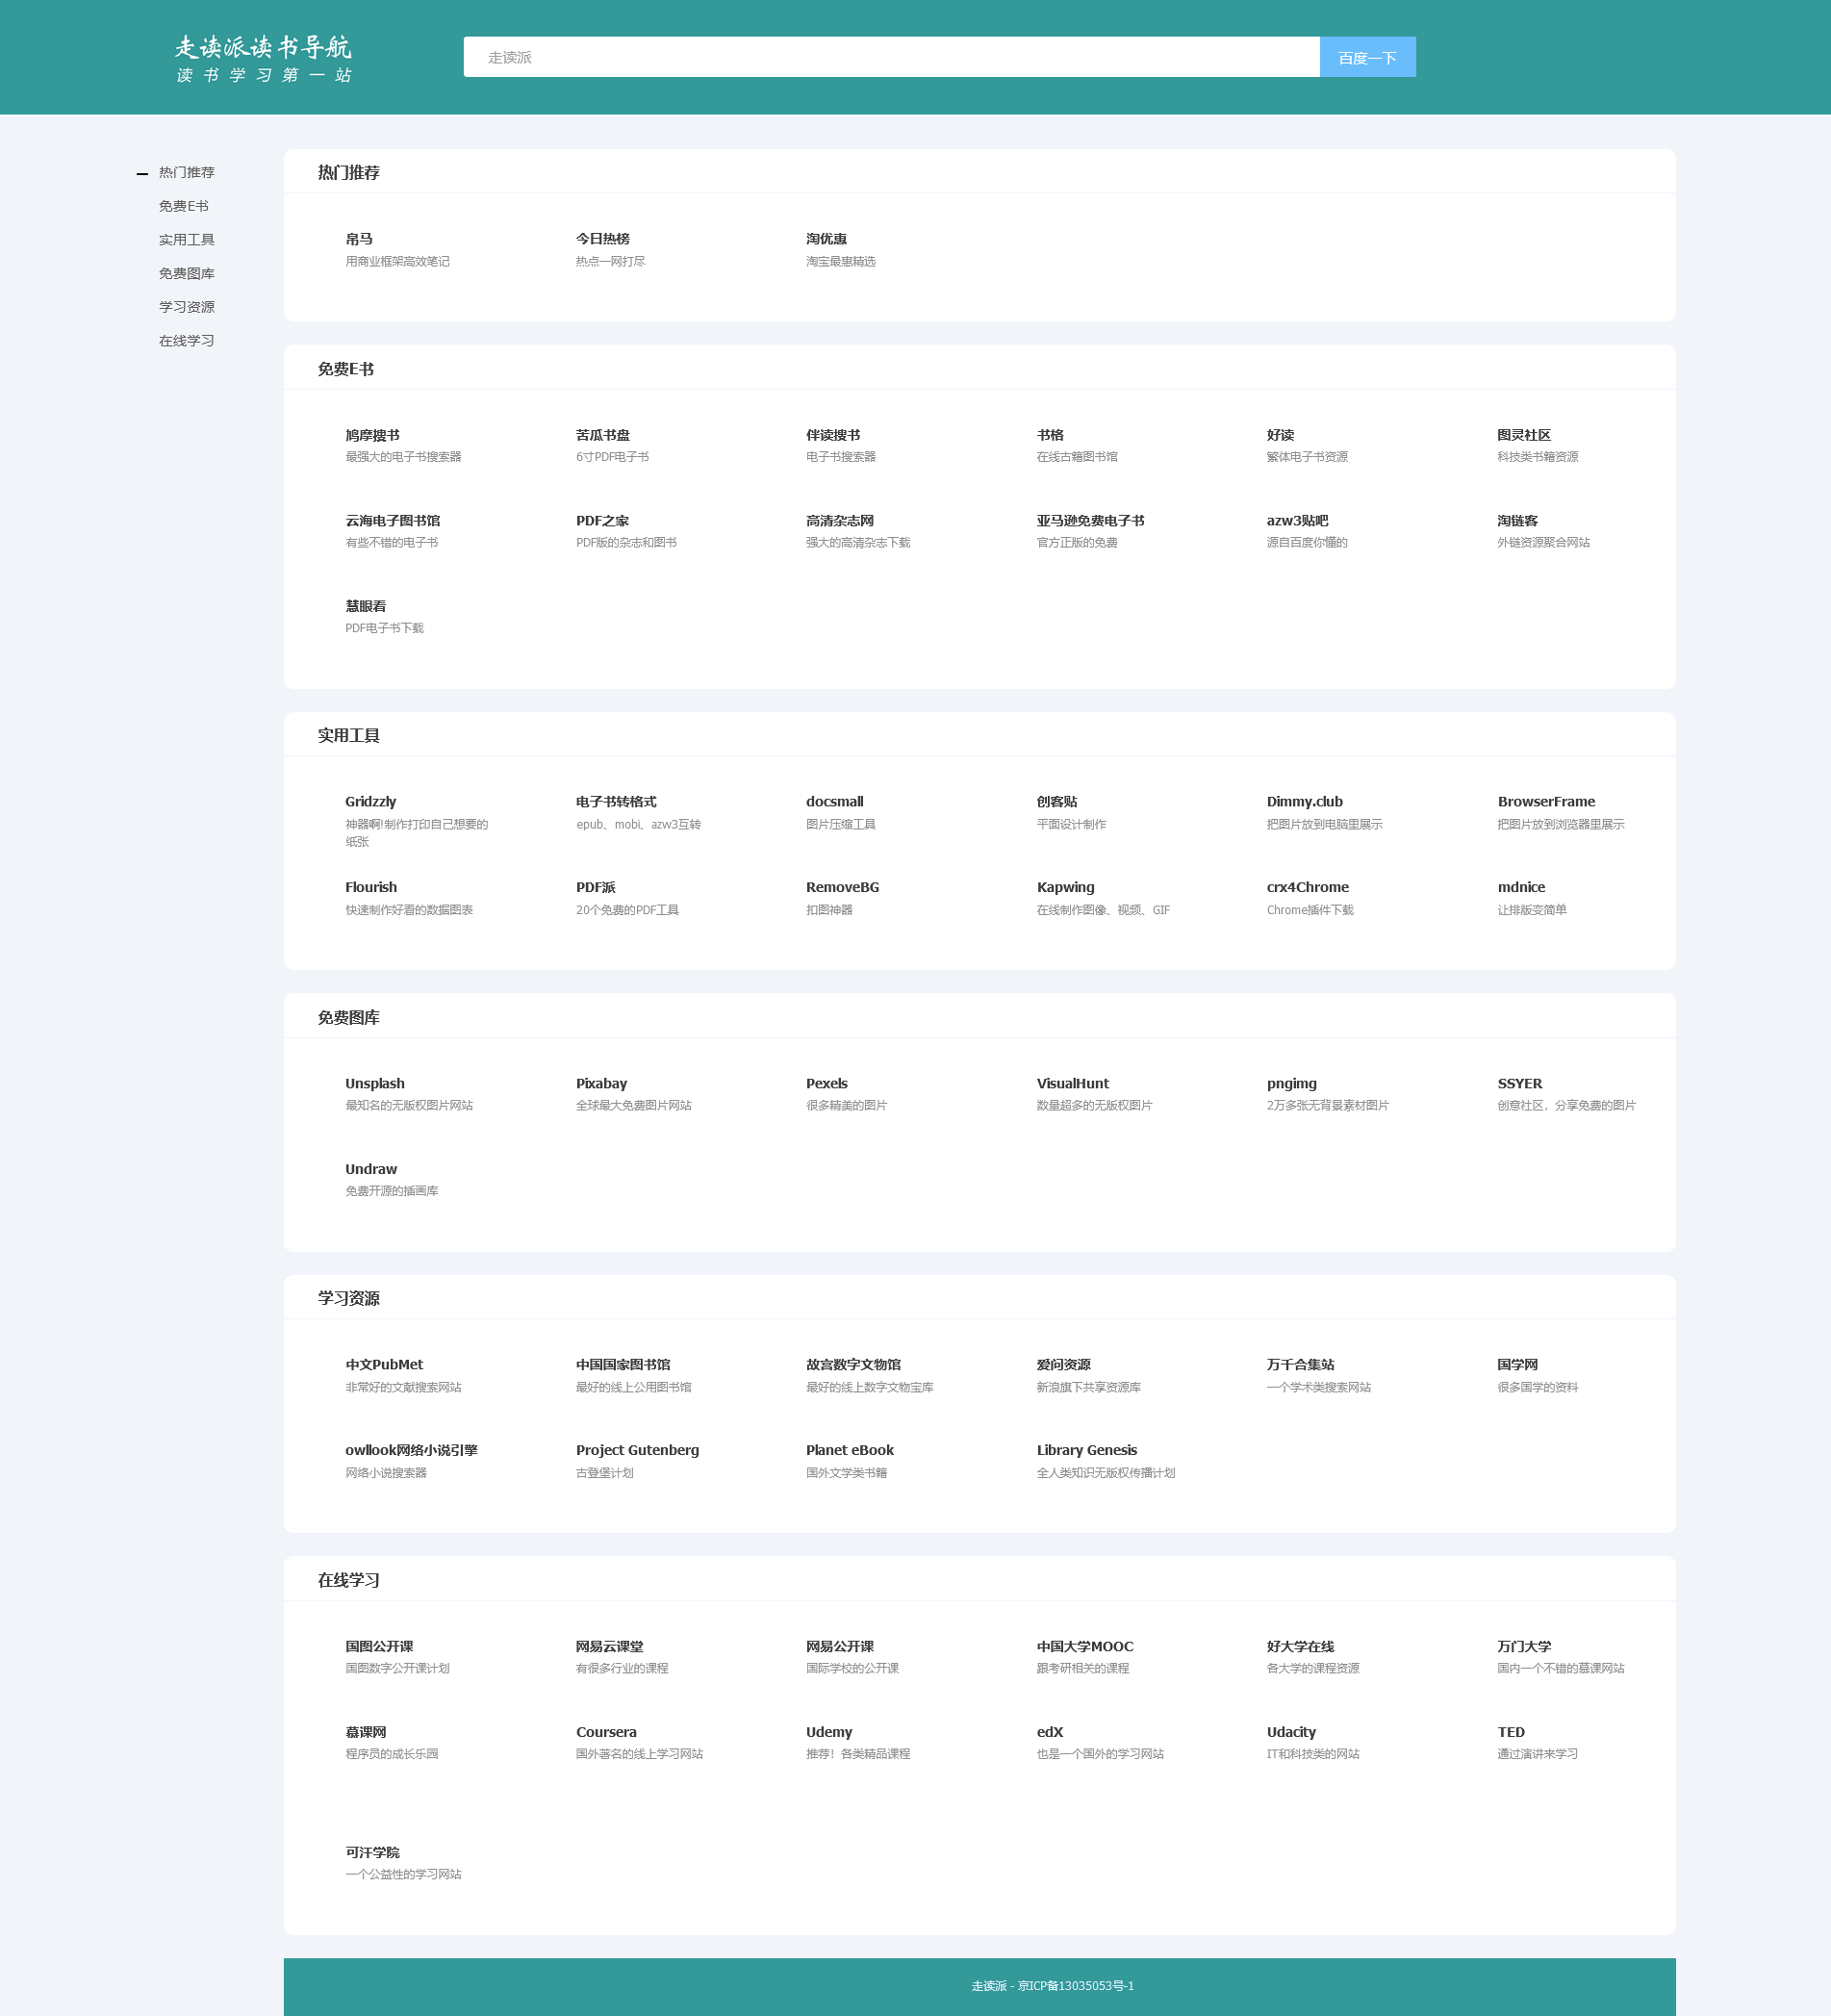 走读派读书导航
读书学习第一站
走读派
百度一下
热门推荐
免费E书
实用工具
免费图库
学习资源
在线学习
热门推荐
帛马
用商业框架高效笔记
今日热榜
热点一网打尽
淘优惠
淘宝最惠精选
免费E书
鸠摩搜书
最强大的电子书搜索器
苦瓜书盘
6寸PDF电子书
伴读搜书
电子书搜索器
书格
在线古籍图书馆
好读
繁体电子书资源
图灵社区
科技类书籍资源
云海电子图书馆
有些不错的电子书
PDF之家
PDF版的杂志和图书
高清杂志网
强大的高清杂志下载
亚马逊免费电子书
官方正版的免费
azw3贴吧
源自百度你懂的
淘链客
外链资源聚合网站
慧眼看
PDF电子书下载
实用工具
Gridzzly
神器啊!制作打印自己想要的
纸张
电子书转格式
epub、mobi、azw3互转
docsmall
图片压缩工具
创客贴
平面设计制作
Dimmy.club
把图片放到电脑里展示
BrowserFrame
把图片放到浏览器里展示
Flourish
快速制作好看的数据图表
PDF派
20个免费的PDF工具
RemoveBG
扣图神器
Kapwing
在线制作图像、视频、GIF
crx4Chrome
Chrome插件下载
mdnice
让排版变简单
免费图库
Unsplash
最知名的无版权图片网站
Pixabay
全球最大免费图片网站
Pexels
很多精美的图片
VisualHunt
数量超多的无版权图片
pngimg
2万多张无背景素材图片
SSYER
创意社区，分享免费的图片
Undraw
免费开源的插画库
学习资源
中文PubMet
非常好的文献搜索网站
中国国家图书馆
最好的线上公用图书馆
故宫数字文物馆
最好的线上数字文物宝库
爱问资源
新浪旗下共享资源库
万千合集站
一个学术类搜索网站
国学网
很多国学的资料
owllook网络小说引擎
网络小说搜索器
Project Gutenberg
古登堡计划
Planet eBook
国外文学类书籍
Library Genesis
全人类知识无版权传播计划
在线学习
国图公开课
国图数字公开课计划
网易云课堂
有很多行业的课程
网易公开课
国际学校的公开课
中国大学MOOC
跟考研相关的课程
好大学在线
各大学的课程资源
万门大学
国内一个不错的慕课网站
慕课网
程序员的成长乐园
Coursera
国外著名的线上学习网站
Udemy
推荐！各类精品课程
edX
也是一个国外的学习网站
Udacity
IT和科技类的网站
TED
通过演讲来学习
可汗学院
一个公益性的学习网站
走读派 - 京ICP备13035053号-1